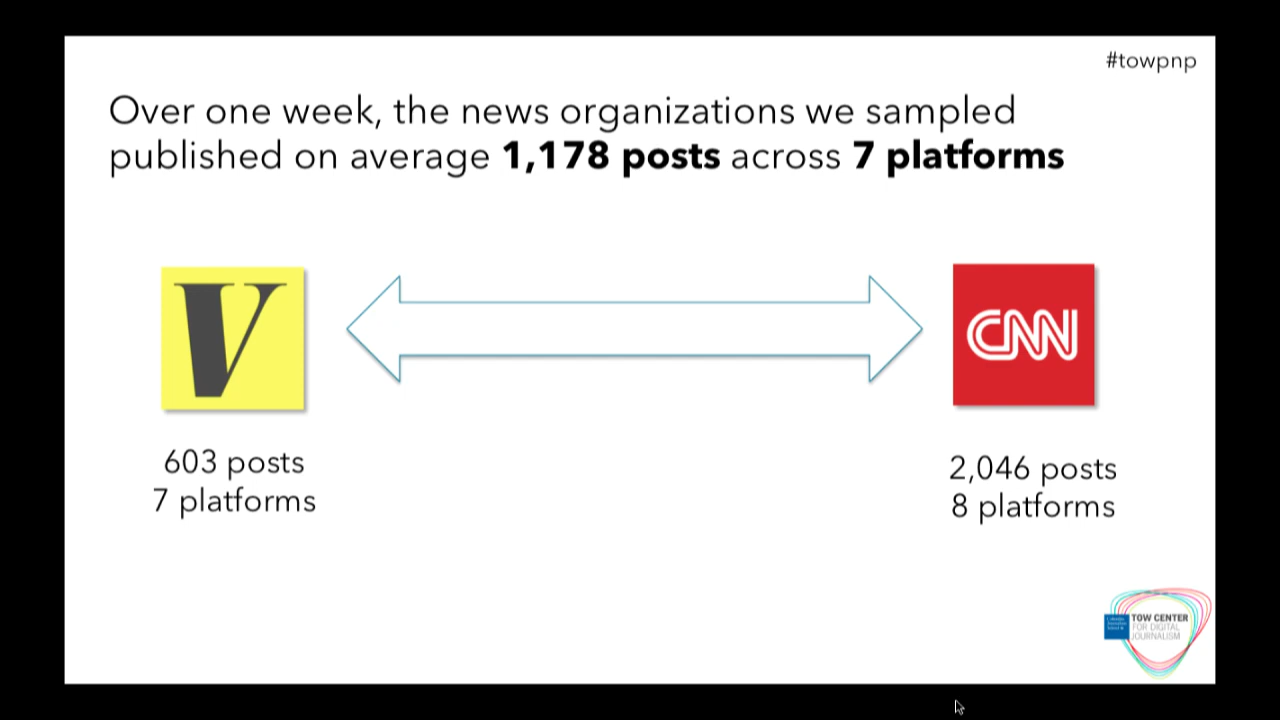 #towpnp
Over one week, the news organizations we sampled
published on average 1,178 posts across 7 platforms
V
CNN
603 posts
7 platforms
2,046 posts
8 platforms
TOW CENTER
FOR DIGITAL
JOURNALISM